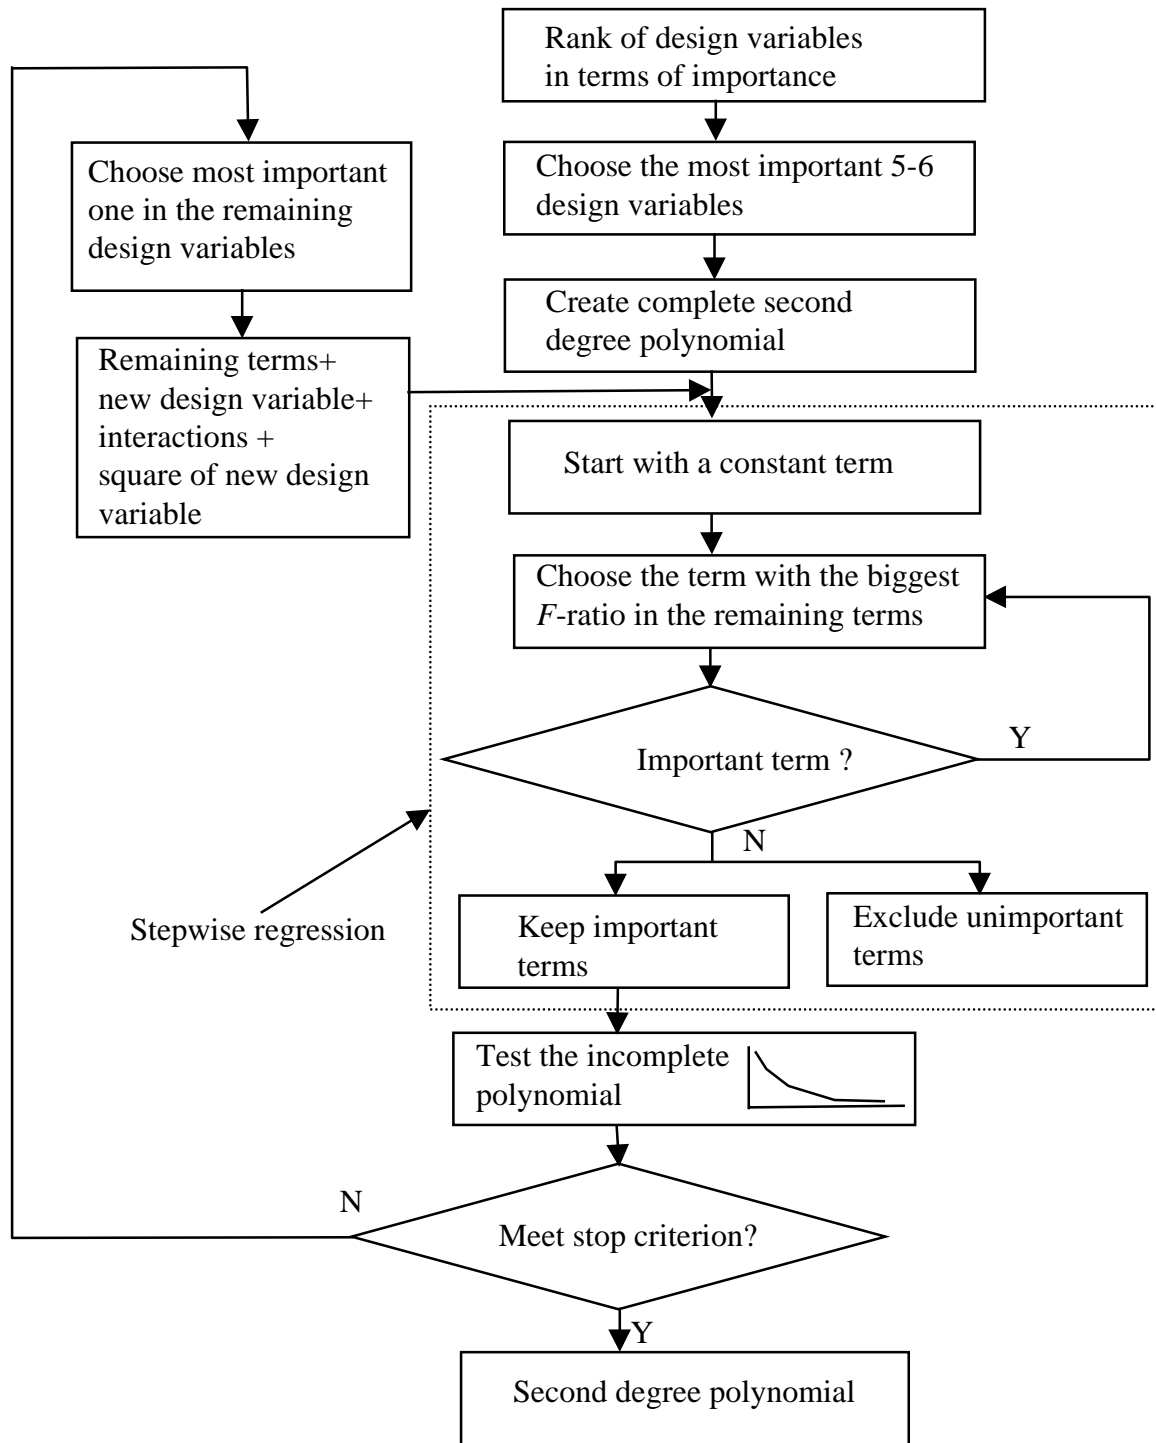 Rank of design variables
in terms of importance
Choose the most important 5-6
design variables
Create complete second
degree polynomial
Choose most important
one in the remaining
design variables
Remaining terms+
new design variable+
interactions +
square of new design
variable
Start with a constant term
Choose the term with the biggest
F-ratio in the remaining terms
Important term ?
Y
N
Keep important
terms
Exclude unimportant
terms
Stepwise regression
Test the incomplete
polynomial
Meet stop criterion?
N
Y
Second degree polynomial